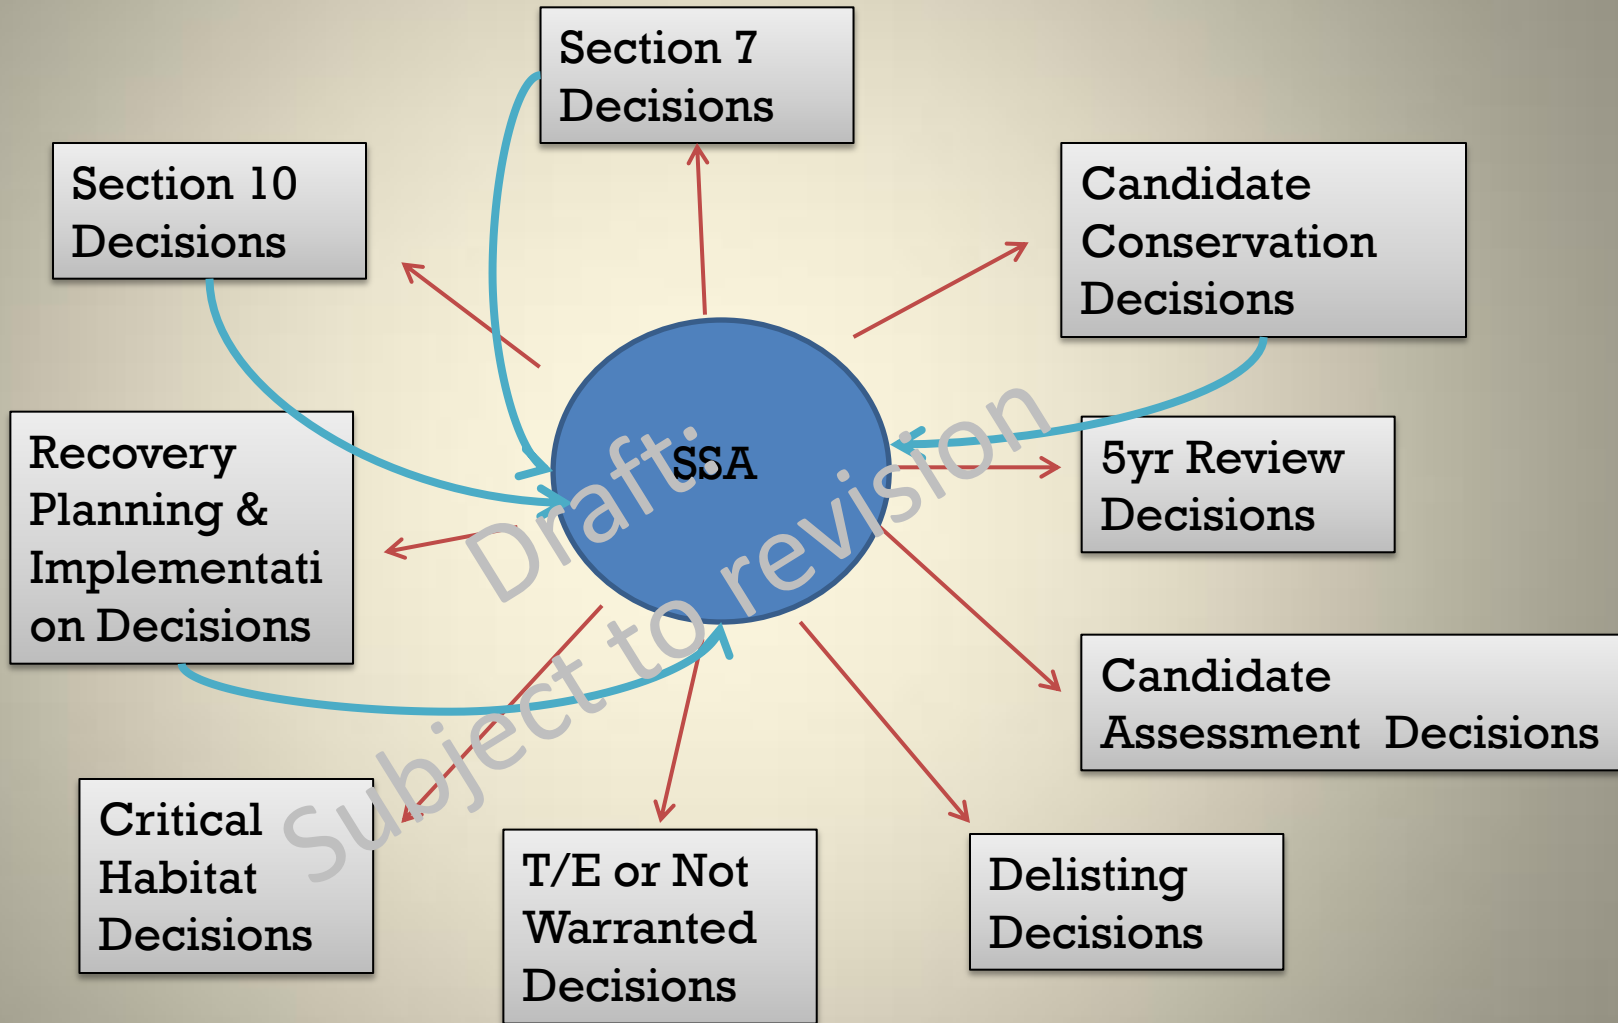 Section 7
Decisions
Section 10
Decisions
Candidate
Conservation
Decisions
Recovery
Planning &
Implementati
on Decisions
SSA
5yr Review
Decisions
Candidate
Assessment Decisions
Critical
Habitat
Decisions
T/E or Not
Warranted
Decisions
Delisting
Decisions
Draft:
Subject to revision